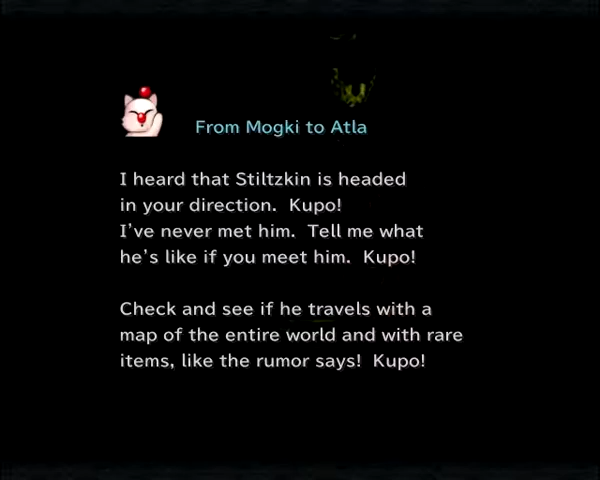 From Mogki to Atla
I heard that Stiltzkin is headed
in your direction.  Kupo!
I've never met him.  Tell me what
he's like if you meet him.  Kupo!
Check and see if he travels with a
map of the entire world and with rare
items, like the rumor says!  Kupo!